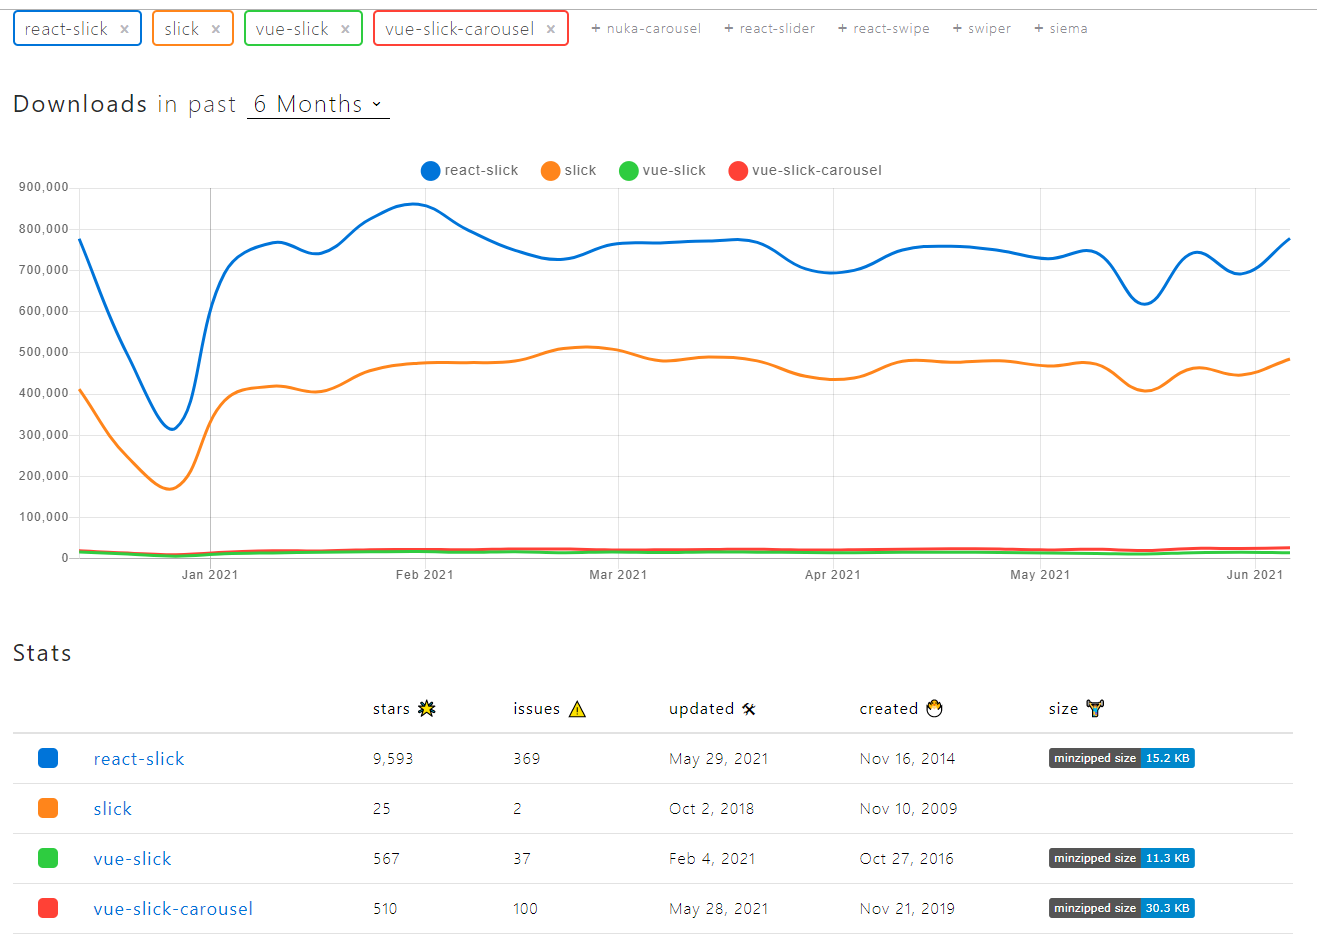 react-slick × slick × vue-slick × vue-slick-carousel × + nuka-carousel + react-slider + react-swipe + swiper + siema
Downloads in past 6 Months
react-slick slick vue-slick vue-slick-carousel
900,000
800,000
700,000
600,000
500,000
400,000
300,000
200,000
100,000
0
Jan 2021 Feb 2021 Mar 2021 Apr 2021 May 2021 Jun 2021
Stats
stars issues updated created size
react-slick 9,593 369 May 29, 2021 Nov 16, 2014 minzipped size 15.2 KB
slick 25 2 Oct 2, 2018 Nov 10, 2009
vue-slick 567 37 Feb 4, 2021 Oct 27, 2016 minzipped size 11.3 KB
vue-slick-carousel 510 100 May 28, 2021 Nov 21, 2019 minzipped size 30.3 KB